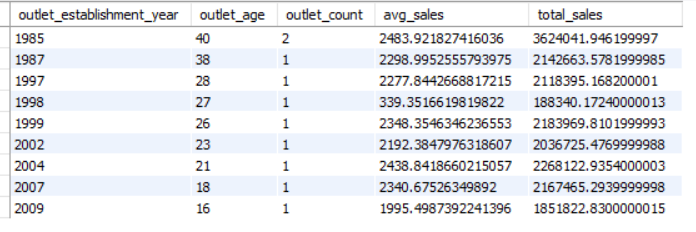 outlet_establishment_year outlet_age outlet_count avg_sales total_sales
1985 40 2 2483.921827416036 3624041.946199997
1987 38 1 2298.9952555793975 2142663.5781999985
1997 28 1 2277.8442668817215 2118395.168200001
1998 27 1 339.3516619819822 188340.17240000013
1999 26 1 2348.3546346236553 2183969.8101999993
2002 23 1 2192.3847976318607 2036725.4769999988
2004 21 1 2438.8418660215057 2268122.9354000003
2007 18 1 2340.67526349892 2167465.2939999998
2009 16 1 1995.4987392241396 1851822.8300000015